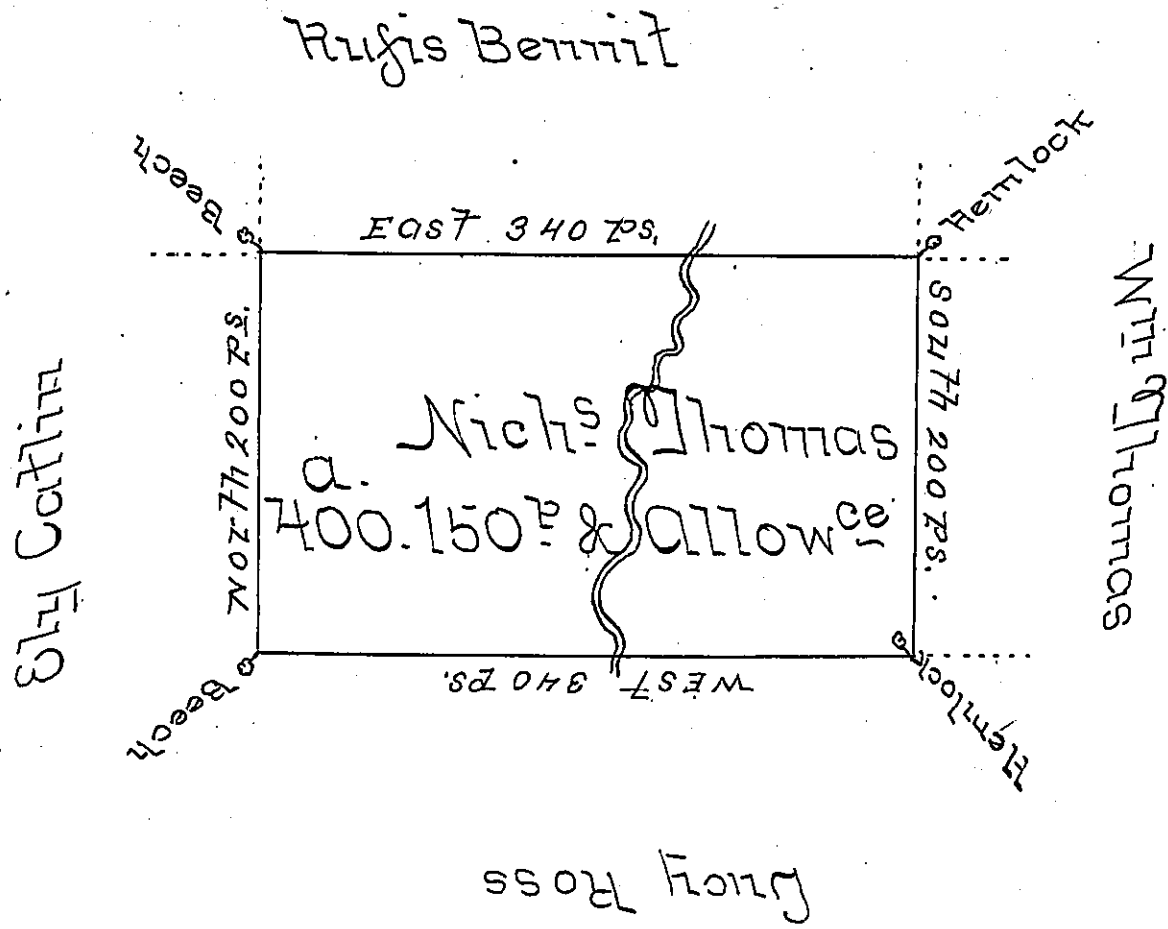 Rufis Bennit
Beech
Hemlock
East 340 Ps.
North 200 Ps.
South 200 Ps.
Ely Catlin
Wm Thomas
Nichs Thomas
a.
400.150p & allowce
West 340 Ps.
Beech
Hemlock
Lucy Ross